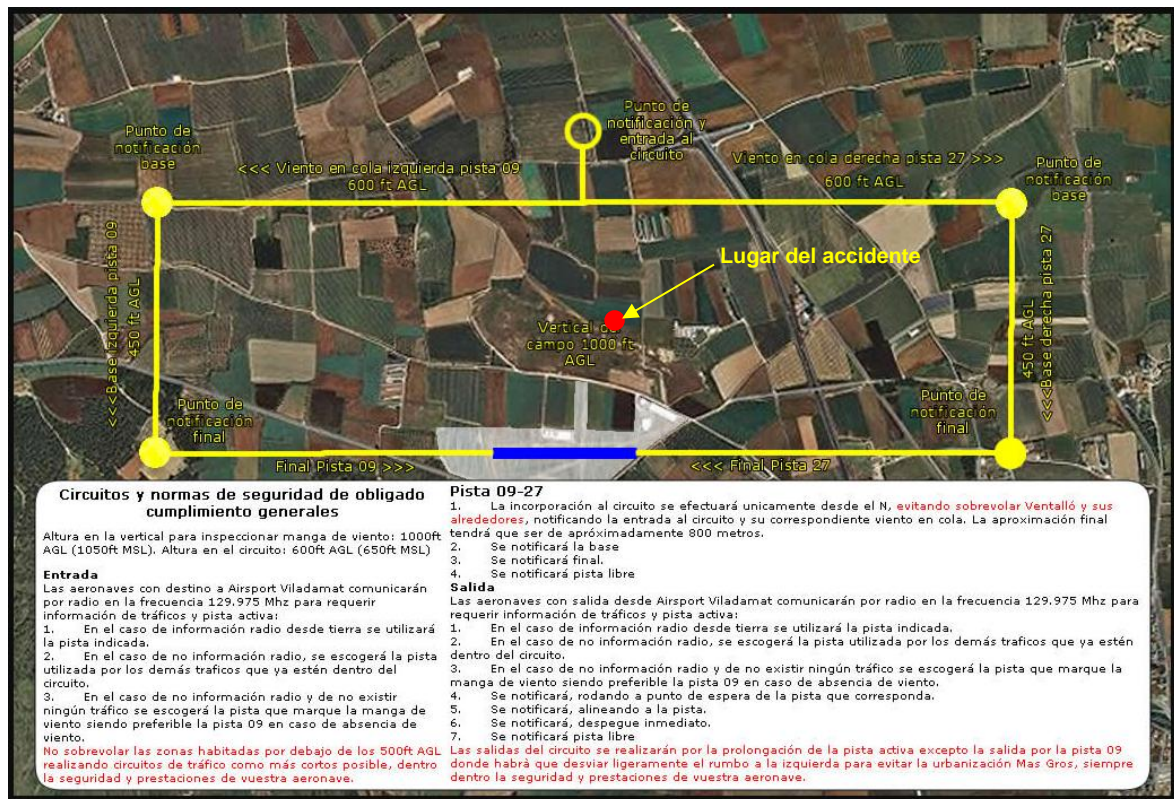 Punto de
notificación y
entrada al
circuito
Punto de
notificación
base
<<< Viento en cola izquierda pista 09
600 ft AGL
Viento en cola derecha pista 27 >>>
600 ft AGL
Punto de
notificación
base
<<<Base izquierda pista 09
450 ft AGL
Lugar del accidente
Vertical de
campo 1000 ft
AGL
450 ft AGL
<<<Base derecha pista 27
Punto de
notificación
final
Punto de
notificación
final
Final Pista 09 >>>
<<< Final Pista 27
Circuitos y normas de seguridad de obligado
cumplimiento generales
Altura en la vertical para inspeccionar manga de viento: 1000ft
AGL (1050ft MSL). Altura en el circuito: 600ft AGL (650ft MSL)
Entrada
Las aeronaves con destino a Airsport Viladamat comunicarán
por radio en la frecuencia 129.975 Mhz para requerir
información de tráficos y pista activa:
1. En el caso de información radio desde tierra se utilizará
la pista indicada.
2. En el caso de no información radio, se escogerá la pista
utilizada por los demás traficos que ya estén dentro del
circuito.
3. En el caso de no información radio y de no existir
ningún tráfico se escogerá la pista que marque la manga de
viento siendo preferible la pista 09 en caso de absencia de
viento.
No sobrevolar las zonas habitadas por debajo de los 500ft AGL
realizando circuitos de tráfico como más cortos posible, dentro
la seguridad y prestaciones de vuestra aeronave.
Pista 09-27
1. La incorporación al circuito se efectuará unicamente desde el N, evitando sobrevolar Ventalló y sus
alrededores, notificando la entrada al circuito y su correspondiente viento en cola. La aproximación final
tendrá que ser de apróximadamente 800 metros.
2. Se notificará la base
3. Se notificará final.
4. Se notificará pista libre
Salida
Las aeronaves con salida desde Airsport Viladamat comunicarán por radio en la frecuencia 129.975 Mhz para
requerir información de tráficos y pista activa:
1. En el caso de información radio desde tierra se utilizará la pista indicada.
2. En el caso de no información radio, se escogerá la pista utilizada por los demás traficos que ya estén
dentro del circuito.
3. En el caso de no información radio y de no existir ningún tráfico se escogerá la pista que marque la
manga de viento siendo preferible la pista 09 en caso de absencia de viento.
4. Se notificará, rodando a punto de espera de la pista que corresponda.
5. Se notificará, alineando a la pista.
6. Se notificará, despegue inmediato.
7. Se notificará pista libre
Las salidas del circuito se realizarán por la prolongación de la pista activa excepto la salida por la pista 09
donde habrá que desviar ligeramente el rumbo a la izquierda para evitar la urbanización Mas Gros, siempre
dentro la seguridad y prestaciones de vuestra aeronave.